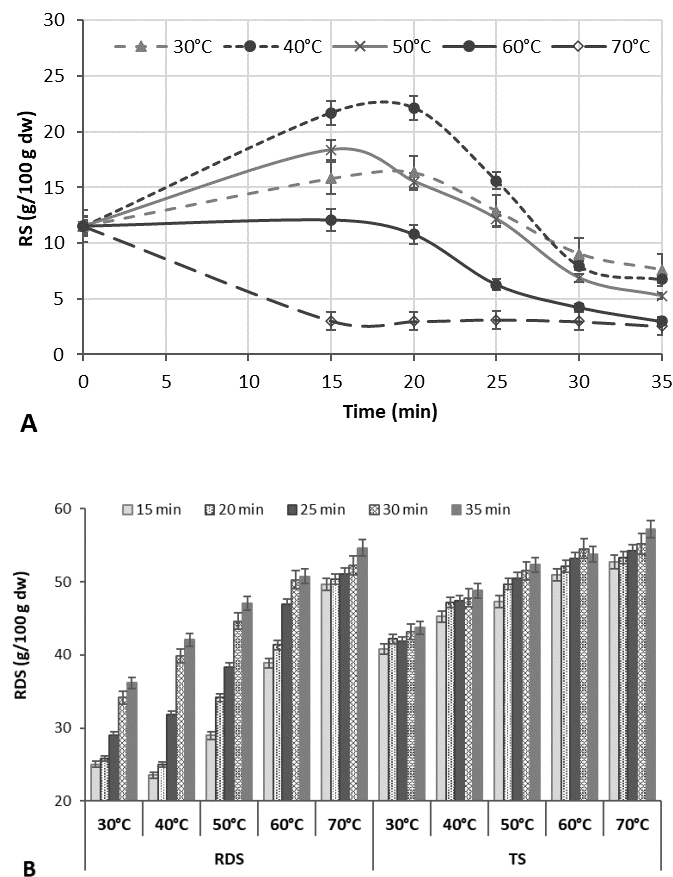 30
25
20
15
10
5
0
RS (g/100 g dw)
30°C 40°C 50°C 60°C 70°C
0 5 10 15 20 25 30 35
Time (min)
A
60
50
40
30
20
RDS (g/100 g dw)
15 min 20 min 25 min 30 min 35 min
30°C 40°C 50°C 60°C 70°C 30°C 40°C 50°C 60°C 70°C
RDS TS
B